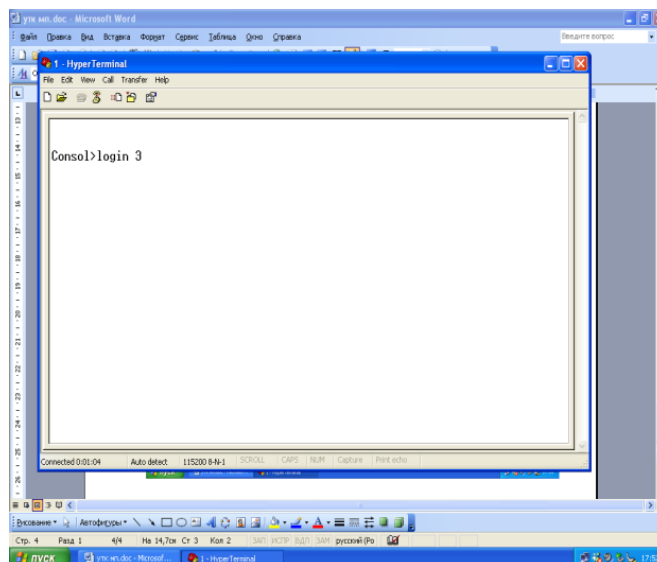 утк мп.doc - Microsoft Word
Файл Правка Вид Вставка Формат Сервис Таблица Окно Справка
Введите вопрос
1 - HyperTerminal
File Edit View Call Transfer Help
Consol>login 3
Connected 0:01:04 Auto detect 115200 8-N-1 SCROLL CAPS NUM Capture Print echo
Рисование Автофигуры
Стр. 4 Разд 1 4/4 На 14,7см Ст 3 Кол 2 ЗАП ИСПР ВДЛ ЗАМ русский (Ро
пуск утк мп.doc - Microsof... 1 - HyperTerminal